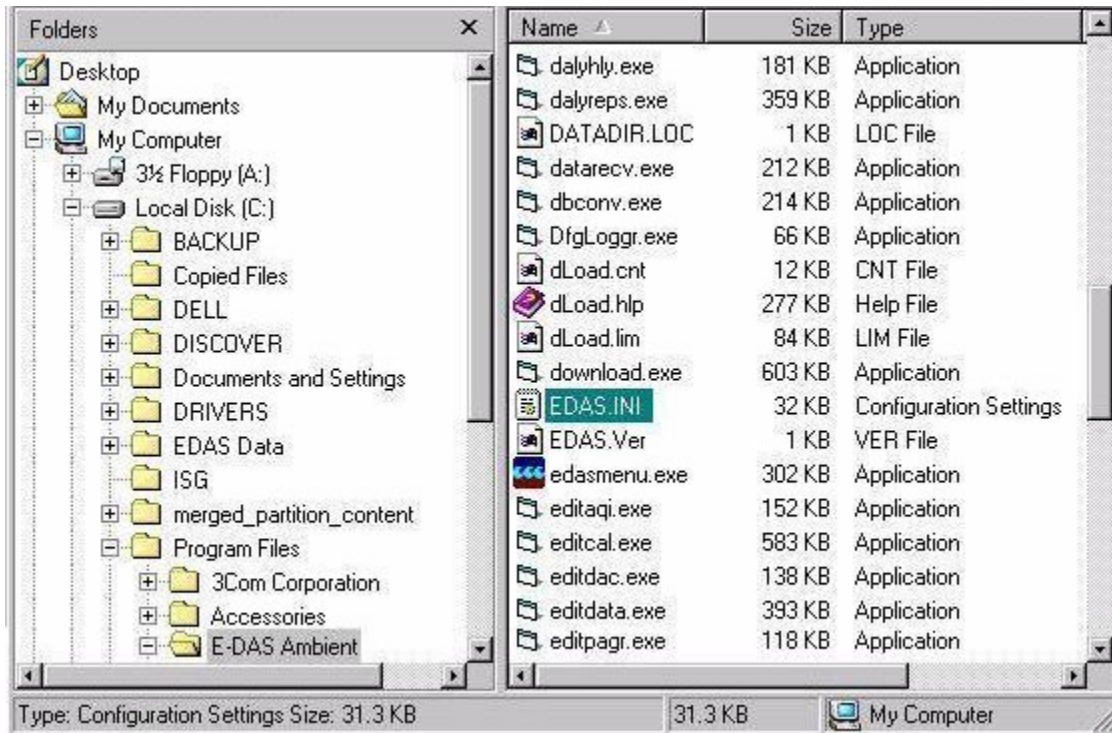 Folders
Desktop
My Documents
My Computer
3½ Floppy (A:)
Local Disk (C:)
BACKUP
Copied Files
DELL
DISCOVER
Documents and Settings
DRIVERS
EDAS Data
ISG
merged_partition_content
Program Files
3Com Corporation
Accessories
E-DAS Ambient
Name Size Type
dalyhly.exe 181 KB Application
dalyreps.exe 359 KB Application
DATADIR.LOC 1 KB LOC File
datarecv.exe 212 KB Application
dbconv.exe 214 KB Application
DfgLoggr.exe 66 KB Application
dLoad.cnt 12 KB CNT File
dLoad.hlp 277 KB Help File
dLoad.lim 84 KB LIM File
download.exe 603 KB Application
EDAS.INI 32 KB Configuration Settings
EDAS.Ver 1 KB VER File
edasmenu.exe 302 KB Application
editaqi.exe 152 KB Application
editcal.exe 583 KB Application
editdac.exe 138 KB Application
editdata.exe 393 KB Application
editpagr.exe 118 KB Application
Type: Configuration Settings Size: 31.3 KB 31.3 KB My Computer